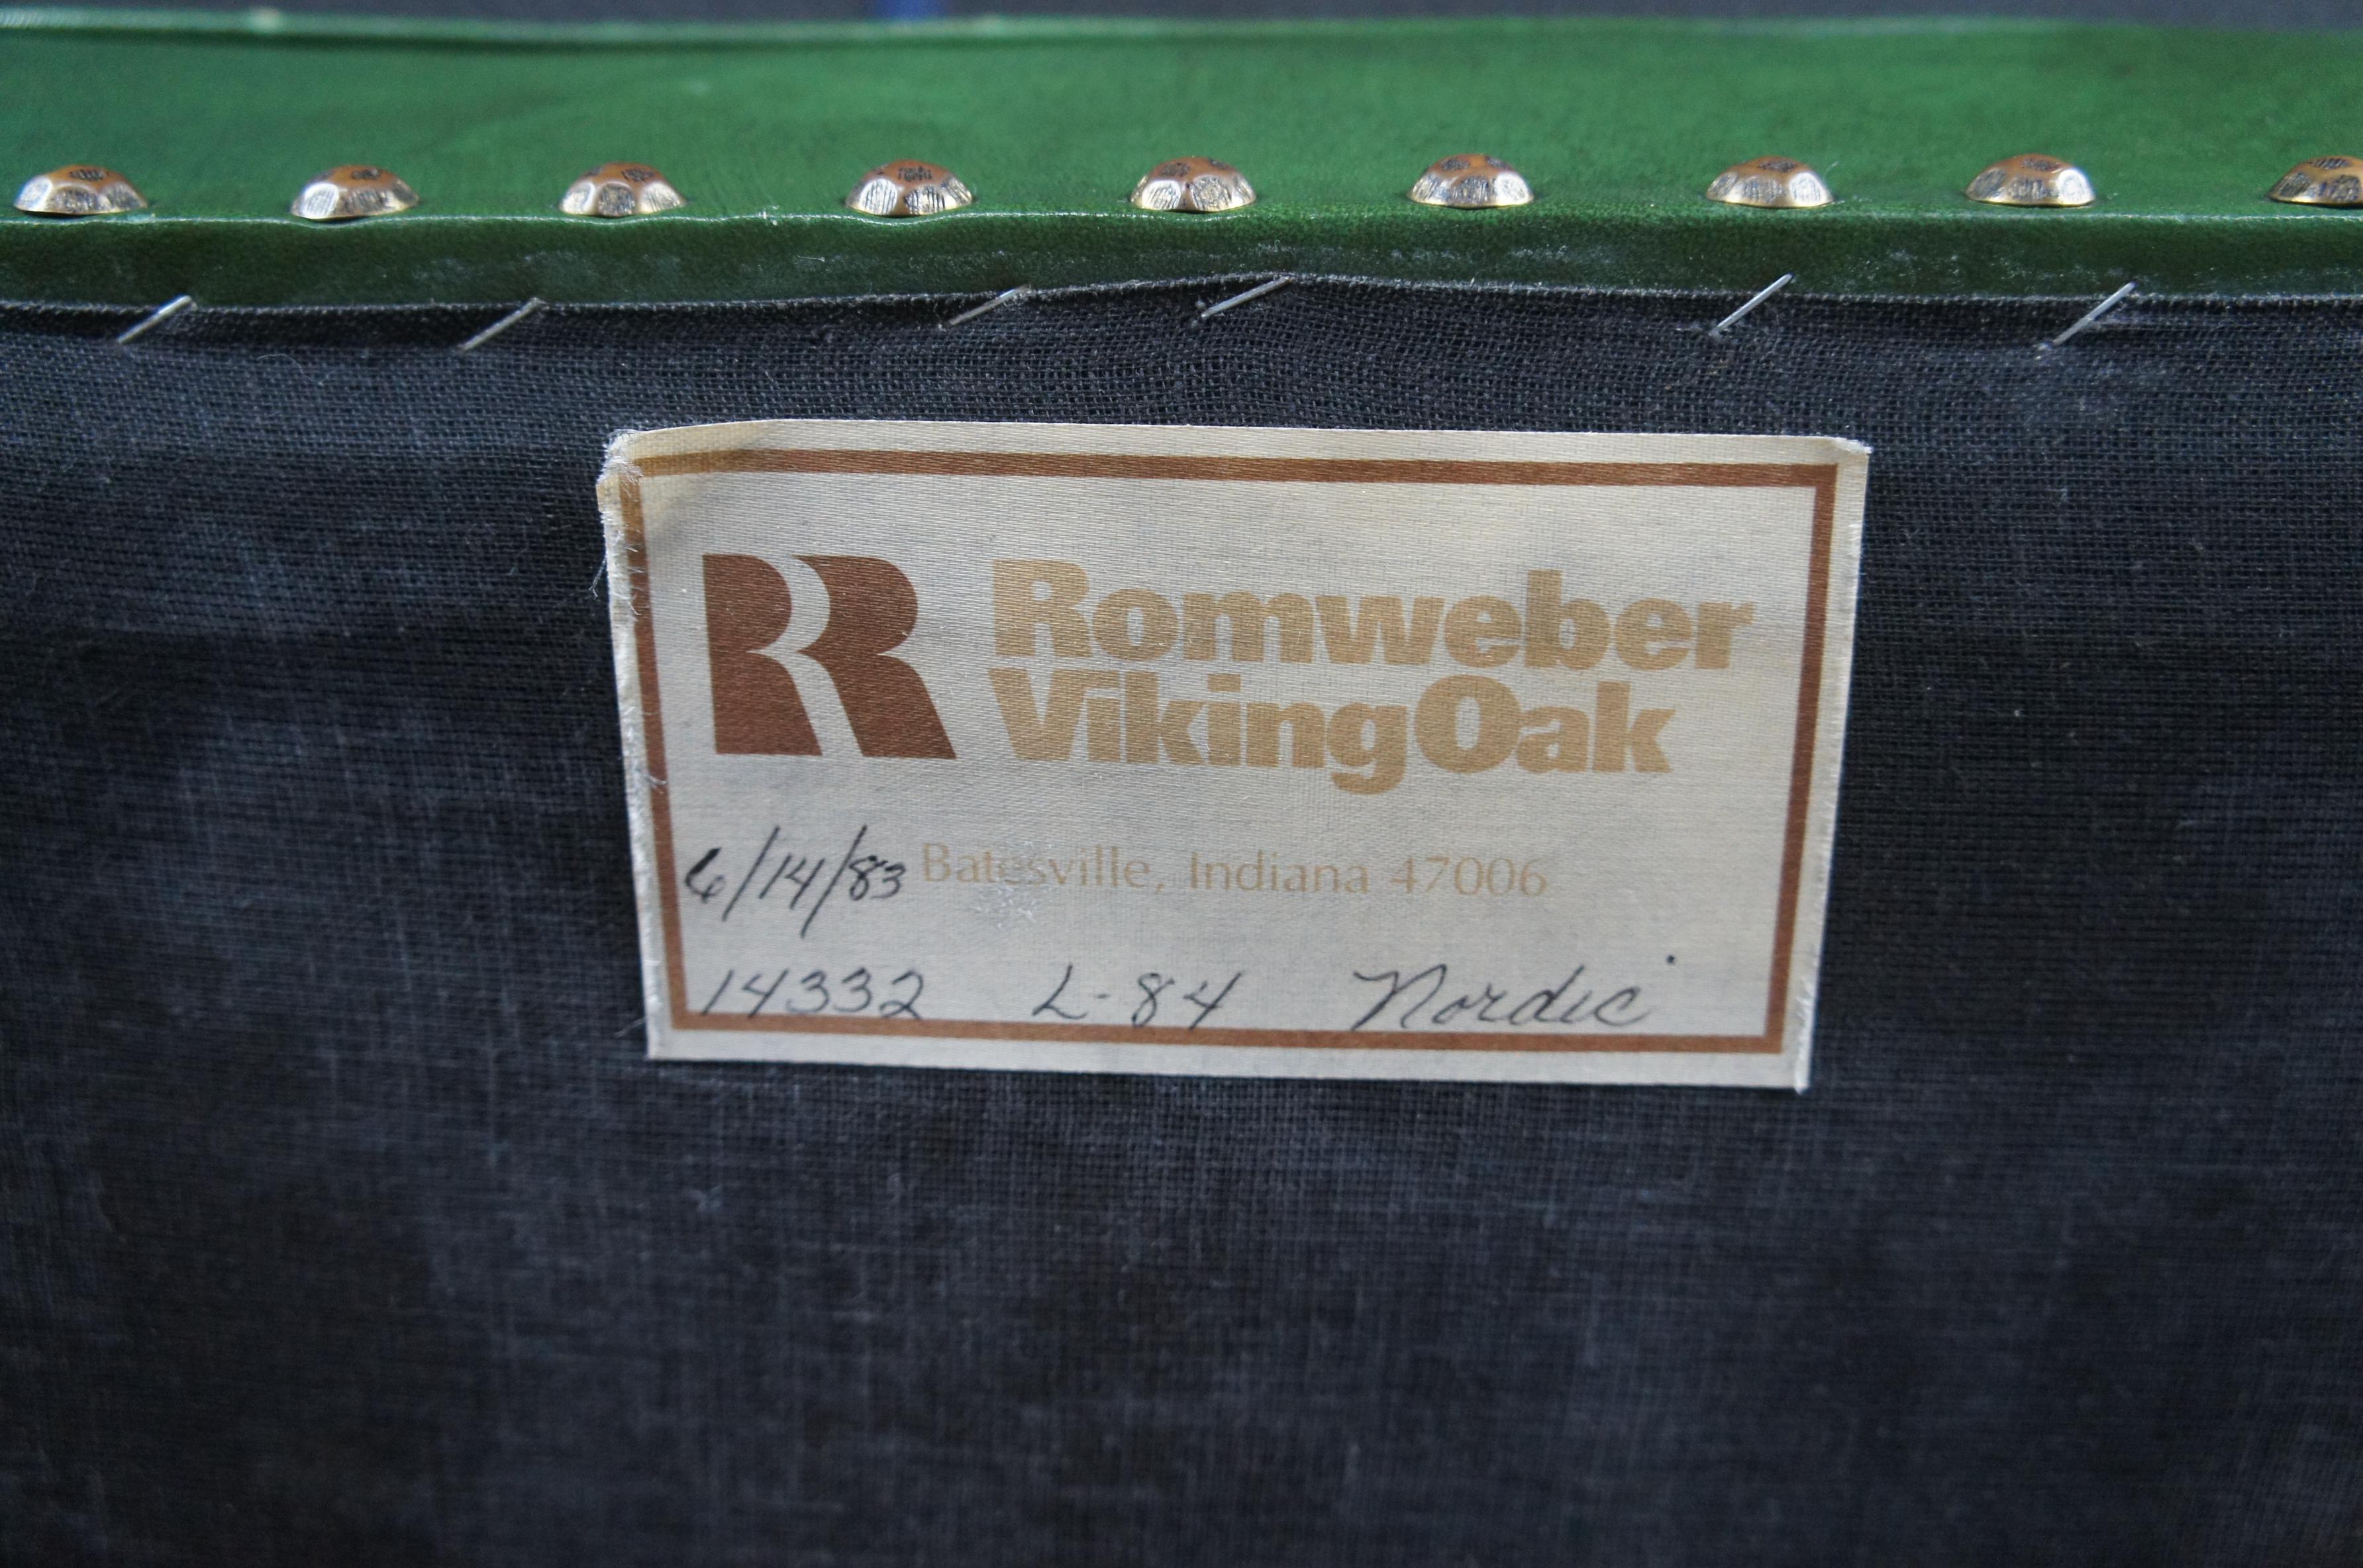 RR Romweber
VikingOak
6/14/83 Batesville, Indiana 47006
14332 L-84 Nordic